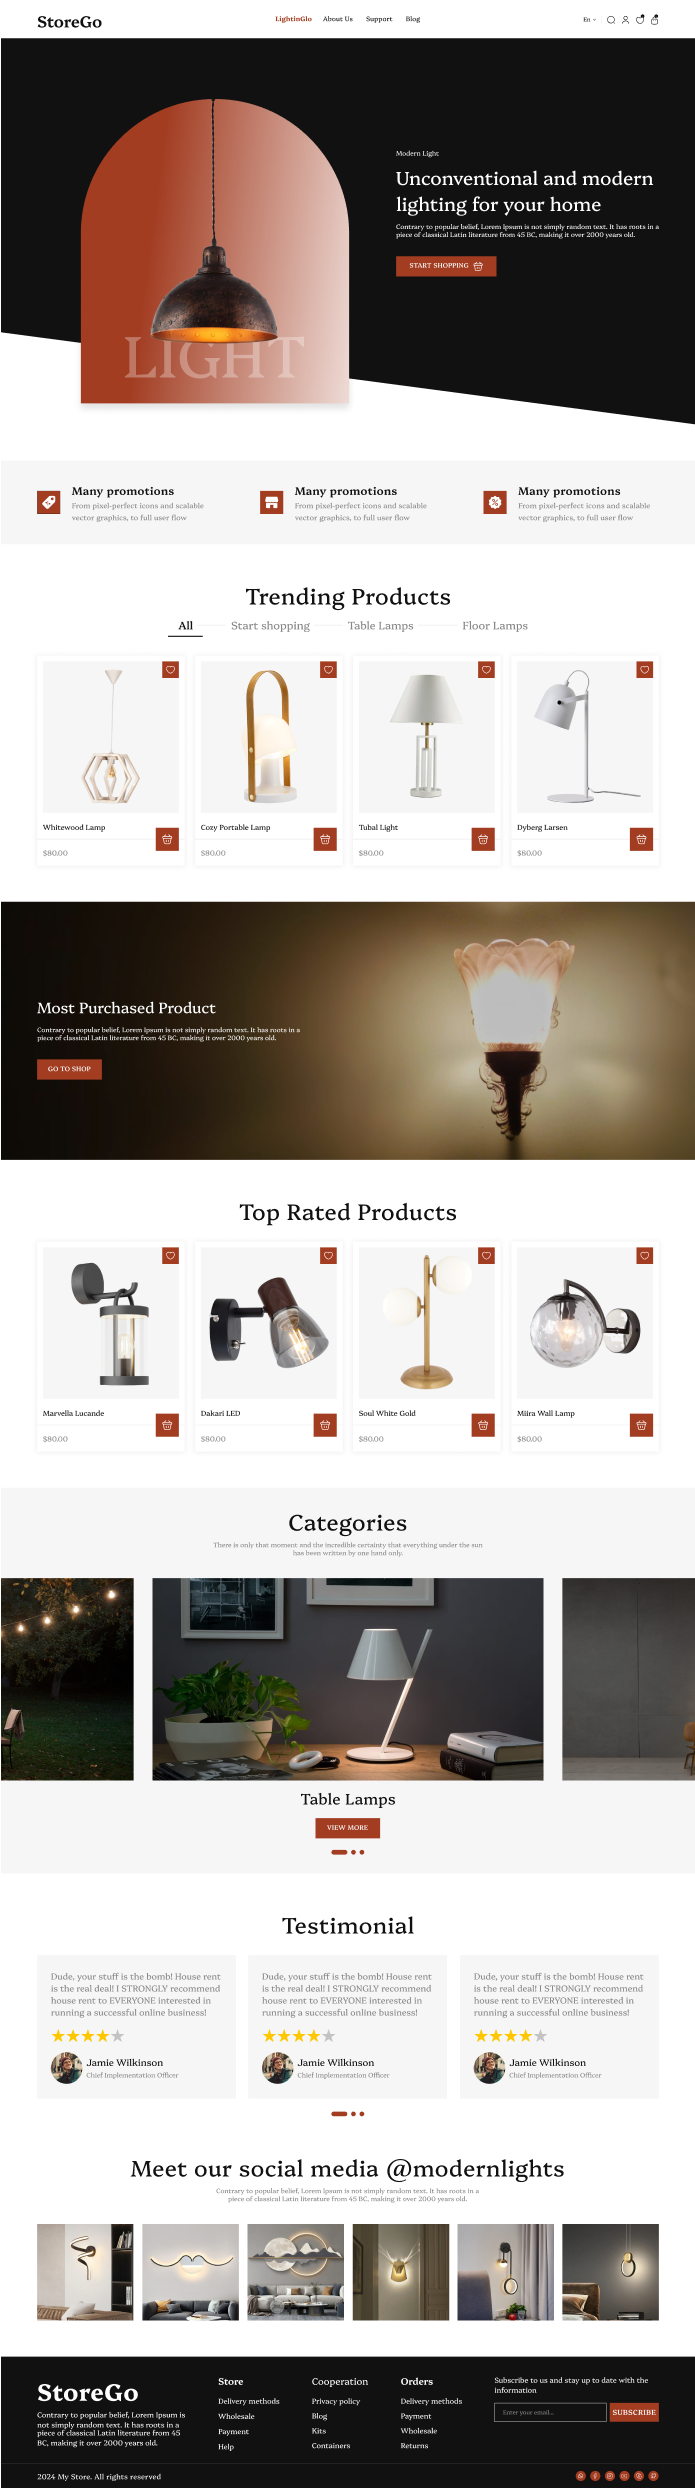 StoreGo
LightinGlo About Us Support Blog
En
Modern Light
Unconventional and modern
lighting for your home
Contrary to popular belief, Lorem Ipsum is not simply random text. It has roots in a
piece of classical Latin literature from 45 BC, making it over 2000 years old.
START SHOPPING
LIGHT
Many promotions
From pixel-perfect icons and scalable
vector graphics, to full user flow
Many promotions
From pixel-perfect icons and scalable
vector graphics, to full user flow
Many promotions
From pixel-perfect icons and scalable
vector graphics, to full user flow
Trending Products
All Start shopping Table Lamps Floor Lamps
Whitewood Lamp
$80.00
Cozy Portable Lamp
$80.00
Tubal Light
$80.00
Dyberg Larsen
$80.00
Most Purchased Product
Contrary to popular belief, Lorem Ipsum is not simply random text. It has roots in a
piece of classical Latin literature from 45 BC, making it over 2000 years old.
GO TO SHOP
Top Rated Products
Marvella Lucande
$80.00
Dakari LED
$80.00
Soul White Gold
$80.00
Miira Wall Lamp
$80.00
Categories
There is only that moment and the incredible certainty that everything under the sun
has been written by one hand only.
Table Lamps
VIEW MORE
Testimonial
Dude, your stuff is the bomb! House rent
is the real deal! I STRONGLY recommend
house rent to EVERYONE interested in
running a successful online business!
Jamie Wilkinson
Chief Implementation Officer
Dude, your stuff is the bomb! House rent
is the real deal! I STRONGLY recommend
house rent to EVERYONE interested in
running a successful online business!
Jamie Wilkinson
Chief Implementation Officer
Dude, your stuff is the bomb! House rent
is the real deal! I STRONGLY recommend
house rent to EVERYONE interested in
running a successful online business!
Jamie Wilkinson
Chief Implementation Officer
Meet our social media @modernlights
Contrary to popular belief, Lorem Ipsum is not simply random text. It has roots in a
piece of classical Latin literature from 45 BC, making it over 2000 years old.
StoreGo
Contrary to popular belief, Lorem Ipsum is
not simply random text. It has roots in a
piece of classical Latin literature from 45
BC, making it over 2000 years old.
Store
Delivery methods
Wholesale
Payment
Help
Cooperation
Privacy policy
Blog
Kits
Containers
Orders
Delivery methods
Payment
Wholesale
Returns
Subscribe to us and stay up to date with the
information
Enter your email...
SUBSCRIBE
2024 My Store. All rights reserved